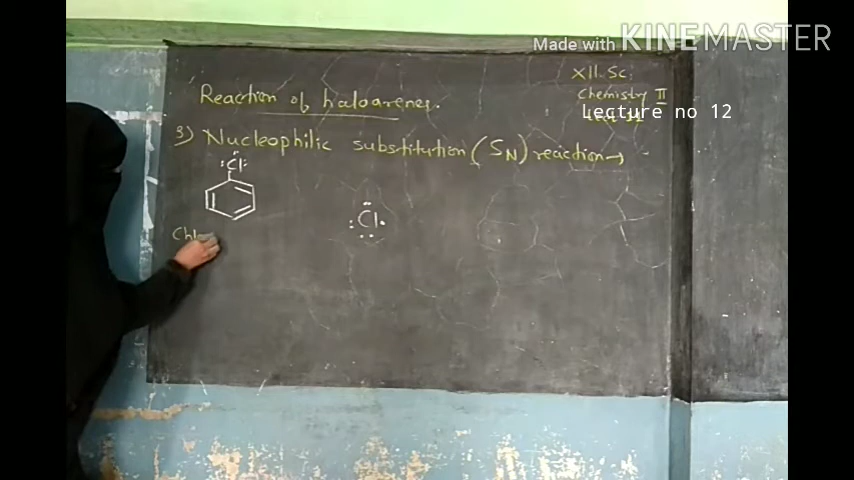 Made with KINEMASTER
XII Sc.
Chemistry II
Lecture no 12
Reaction of haloarenes.
3) Nucleophilic substitution (SN) reaction →
:Cl:
:Cl.
Chl